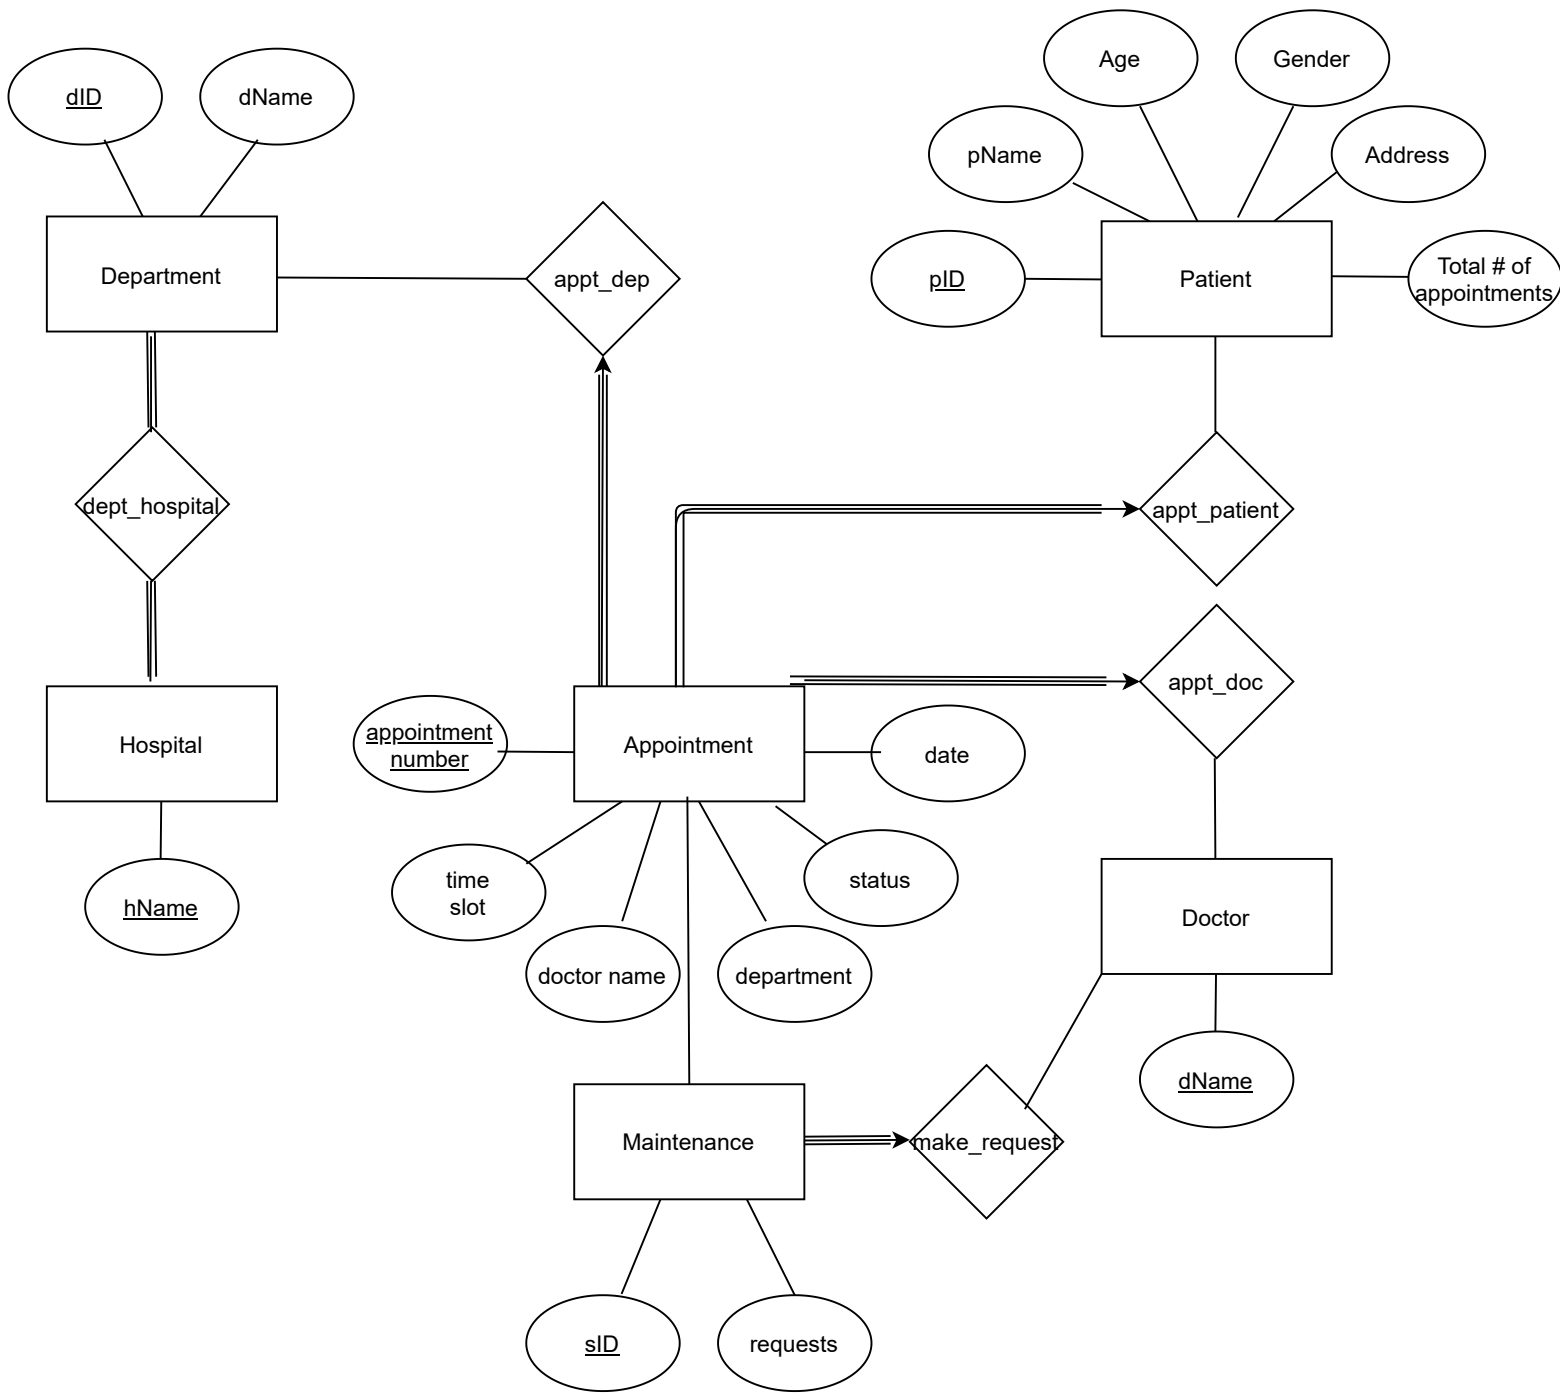 Age
Gender
dID
dName
pName
Address
Department
appt_dep
pID
Patient
Total # of
appointments
dept_hospital
appt_patient
appt_doc
Hospital
appointment
number
Appointment
date
time
slot
status
hName
doctor name
department
Doctor
dName
Maintenance
make_request
sID
requests